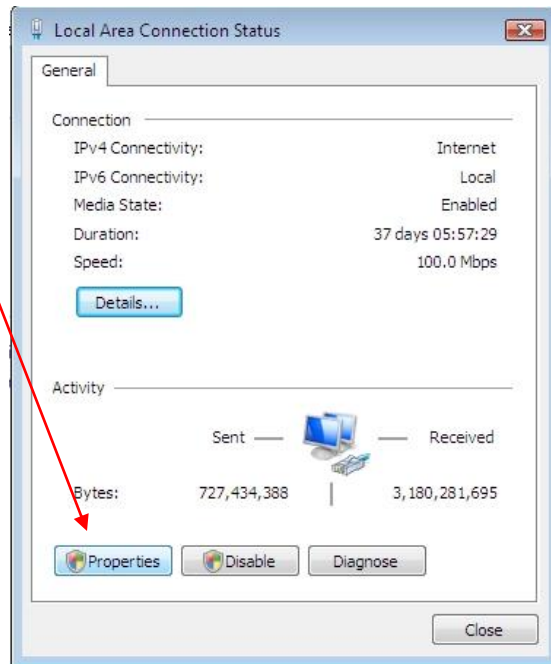 Local Area Connection Status
General
Connection
IPv4 Connectivity: Internet
IPv6 Connectivity: Local
Media State: Enabled
Duration: 37 days 05:57:29
Speed: 100.0 Mbps
Details...
Activity
Sent — Received
Bytes: 727,434,388 | 3,180,281,695
Properties Disable Diagnose
Close